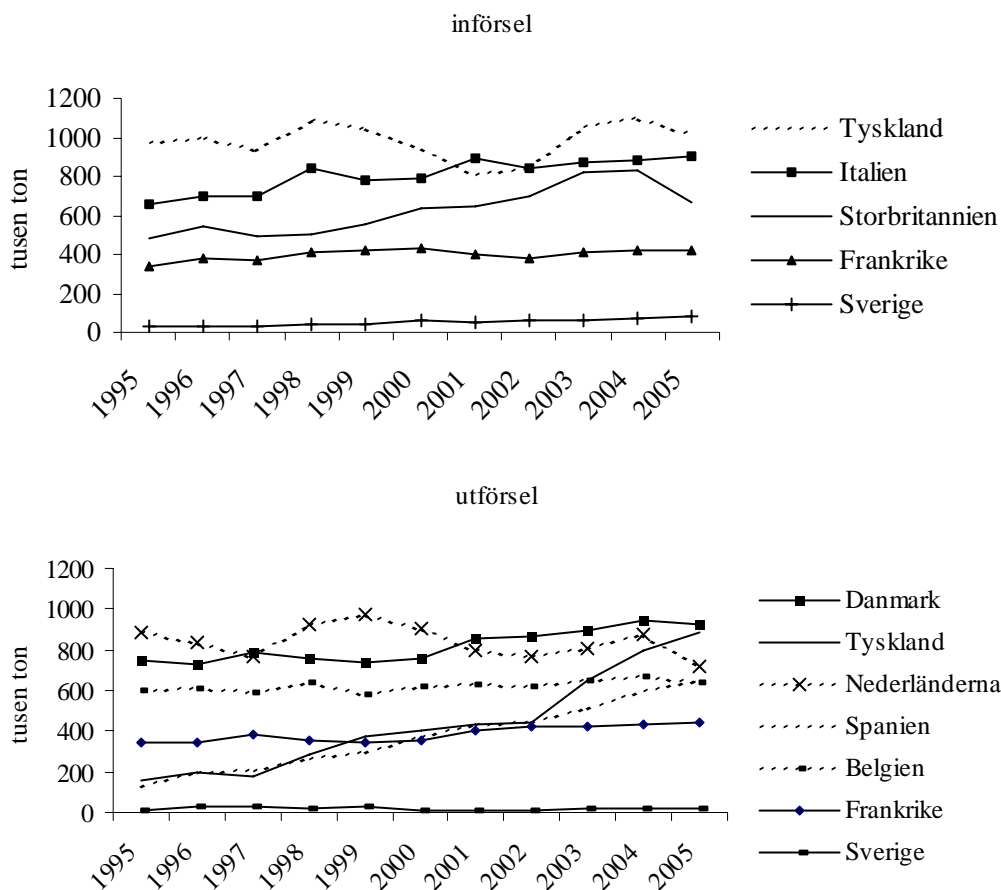 införsel
tusen ton
1200
1000
800
600
400
200
0
1995
1996
1997
1998
1999
2000
2001
2002
2003
2004
2005
Tyskland
Italien
Storbritannien
Frankrike
Sverige
utförsel
tusen ton
1200
1000
800
600
400
200
0
1995
1996
1997
1998
1999
2000
2001
2002
2003
2004
2005
Danmark
Tyskland
Nederländerna
Spanien
Belgien
Frankrike
Sverige